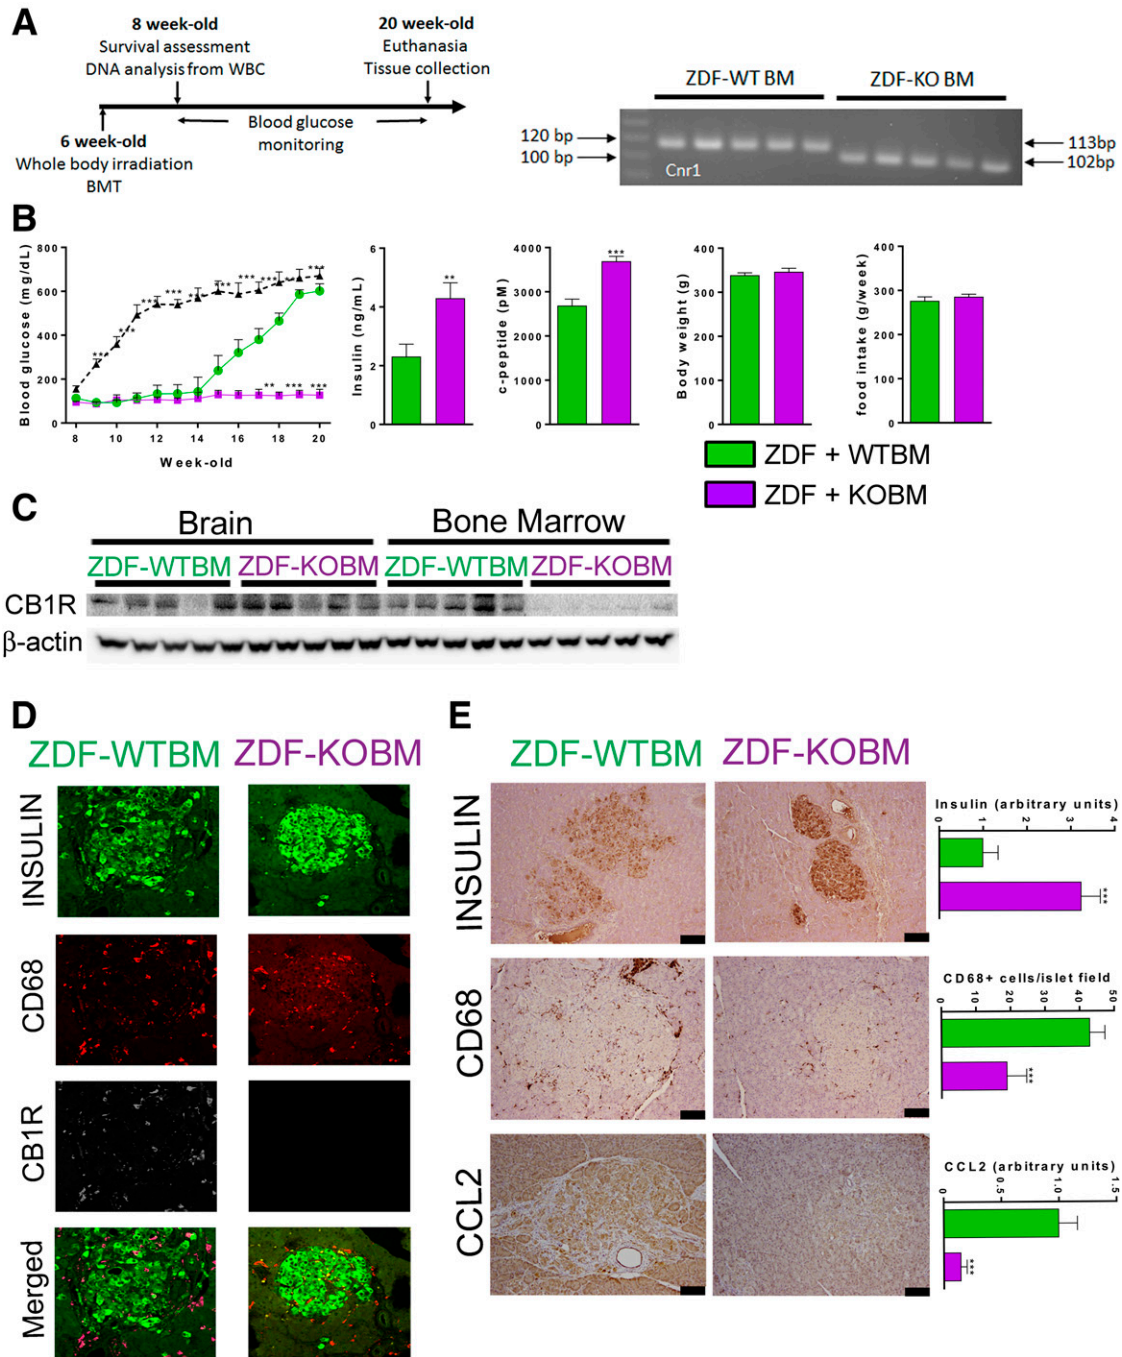 A
8 week-old
Survival assessment
DNA analysis from WBC
20 week-old
Euthanasia
Tissue collection
Blood glucose
monitoring
6 week-old
Whole body irradiation
BMT
ZDF-WT BM
ZDF-KO BM
120 bp
100 bp
113bp
102bp
Cnr1
B
Blood glucose (mg/dL)
800
600
400
200
0
8
10
12
14
16
18
20
Week-old
**
***
***
***
***
***
***
***
***
***
** *** ***
Insulin (ng/mL)
6
4
2
0
**
c-peptide (pM)
4000
3000
2000
1000
0
***
Body weight (g)
400
300
200
100
0
food intake (g/week)
400
300
200
100
0
ZDF + WTBM
ZDF + KOBM
C
Brain
Bone Marrow
ZDF-WTBM ZDF-KOBM ZDF-WTBM ZDF-KOBM
CB1R
β-actin
D
ZDF-WTBM ZDF-KOBM
INSULIN
CD68
CB1R
Merged
E
ZDF-WTBM ZDF-KOBM
INSULIN
CD68
CCL2
Insulin (arbitrary units)
0 1 2 3 4
***
CD68+ cells/islet field
0 10 20 30 40 50
***
CCL2 (arbitrary units)
0 0.5 1.0 1.5
***